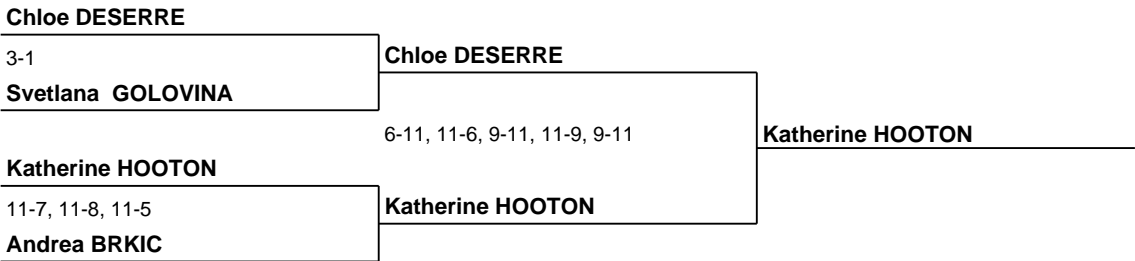 Chloe DESERRE
3-1
Svetlana GOLOVINA
Chloe DESERRE
6-11, 11-6, 9-11, 11-9, 9-11
Katherine HOOTON
Katherine HOOTON
11-7, 11-8, 11-5
Andrea BRKIC
Katherine HOOTON